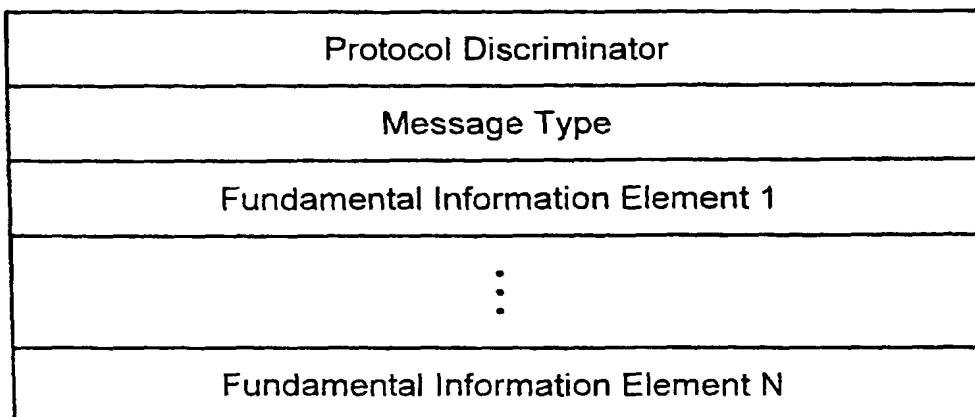 Protocol Discriminator
Message Type
Fundamental Information Element 1
⋮
Fundamental Information Element N